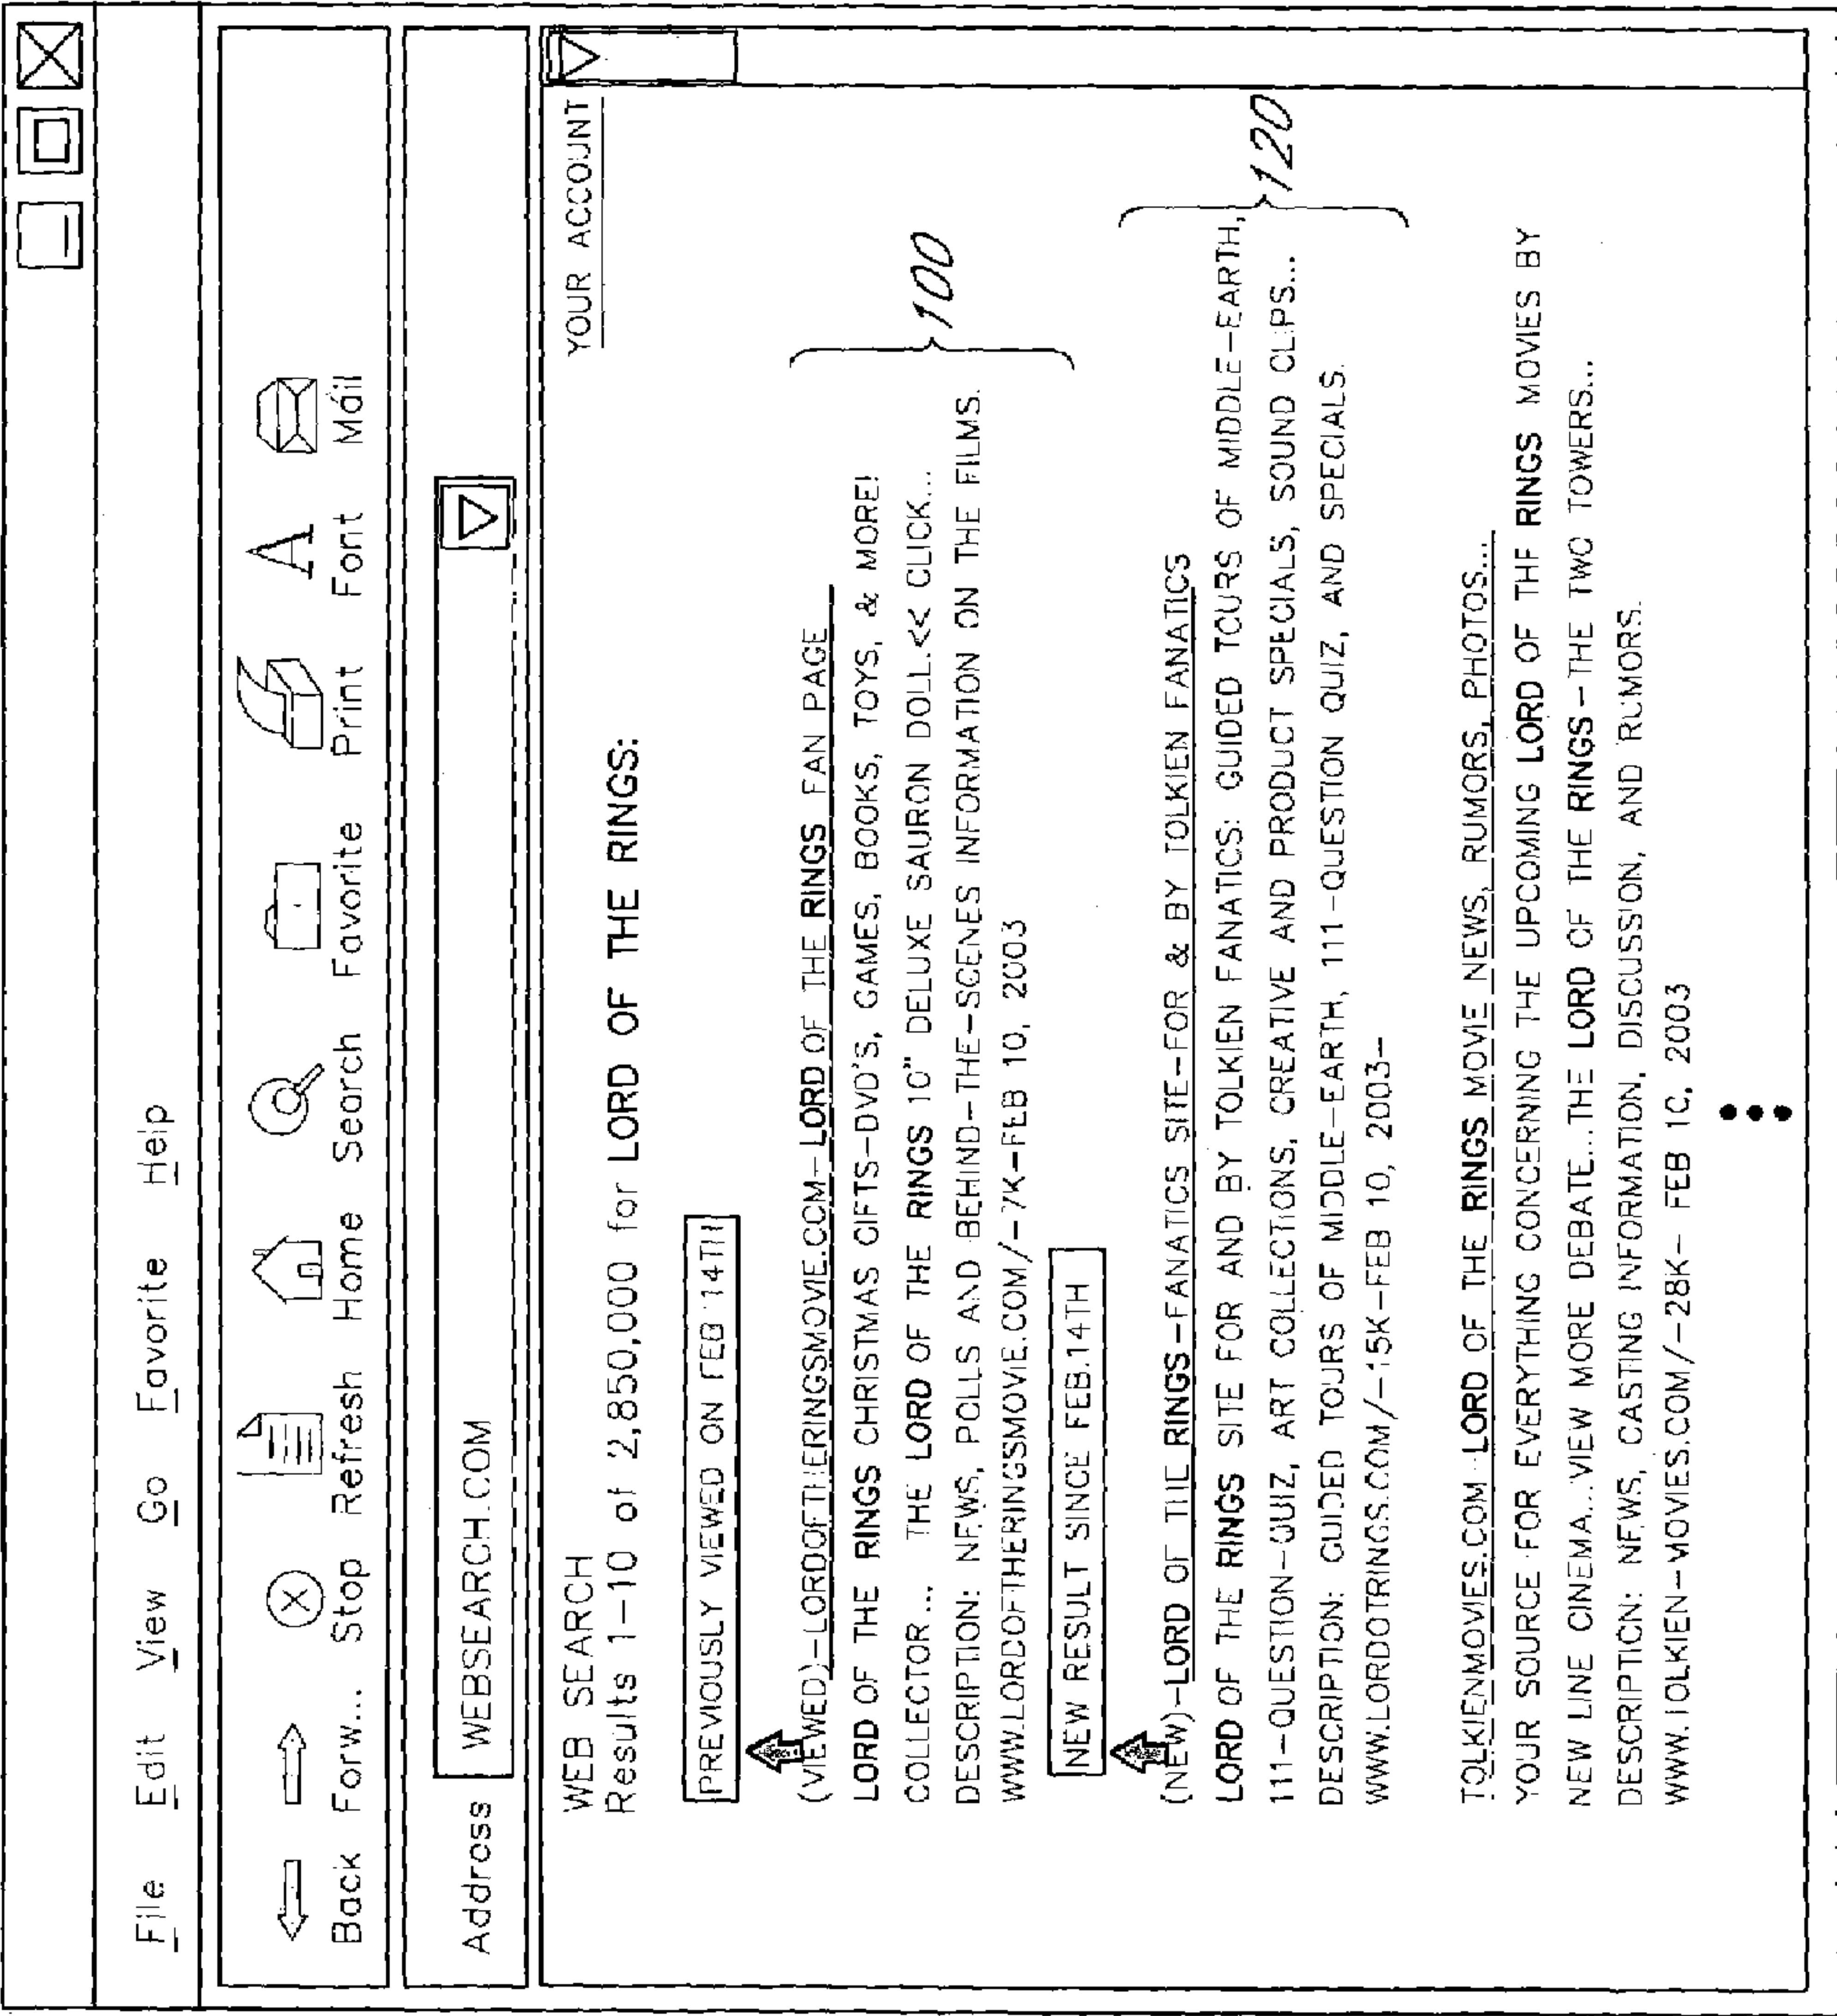 File Edit View Go Favorite Help
Back Forw... Stop Refresh Home Search Favorite Print Font Mail
Address WEBSEARCH.COM
YOUR ACCOUNT
WEB SEARCH
Results 1-10 of 2,850,000 for LORD OF THE RINGS:
PREVIOUSLY VIEWED ON FEB 14TH
(VIEWED)-LORDOFTHERINGSMOVIE.COM-LORD OF THE RINGS FAN PAGE
LORD OF THE RINGS CHRISTMAS GIFTS-DVD'S, GAMES, BOOKS, TOYS, & MORE!
COLLECTOR... THE LORD OF THE RINGS 10" DELUXE SAURON DOLL.<< CLICK...
DESCRIPTION: NEWS, POLLS AND BEHIND-THE-SCENES INFORMATION ON THE FILMS.
WWW.LORDOFTHERINGSMOVIE.COM/-7K-FEB 10, 2003
100
NEW RESULT SINCE FEB.14TH
(NEW)-LORD OF THE RINGS-FANATICS SITE-FOR & BY TOLKIEN FANATICS
LORD OF THE RINGS SITE FOR AND BY TOLKIEN FANATICS: GUIDED TOURS OF MIDDLE-EARTH,
111-QUESTION-QUIZ, ART COLLECTIONS, CREATIVE AND PRODUCT SPECIALS, SOUND CLIPS...
DESCRIPTION: GUIDED TOURS OF MIDDLE-EARTH, 111-QUESTION QUIZ, AND SPECIALS.
WWW.LORDOTRINGS.COM/-15K-FEB 10, 2003-
120
TOLKIENMOVIES.COM-LORD OF THE RINGS MOVIE NEWS, RUMORS, PHOTOS...
YOUR SOURCE FOR EVERYTHING CONCERNING THE UPCOMING LORD OF THE RINGS MOVIES BY
NEW LINE CINEMA...VIEW MORE DEBATE...THE LORD OF THE RINGS-THE TWO TOWERS...
DESCRIPTION: NEWS, CASTING INFORMATION, DISCUSSION, AND RUMORS.
WWW.TOLKIEN-MOVIES.COM/-28K- FEB 10, 2003